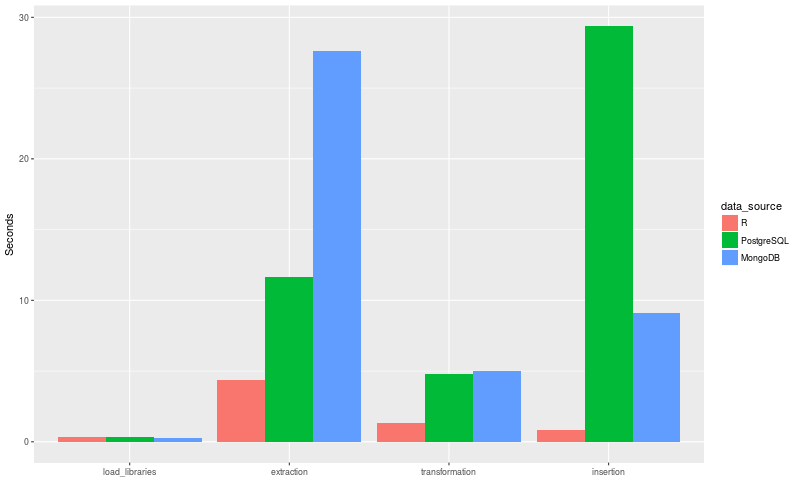 30
20
10
0
Seconds
load_libraries
extraction
transformation
insertion
data_source
R
PostgreSQL
MongoDB